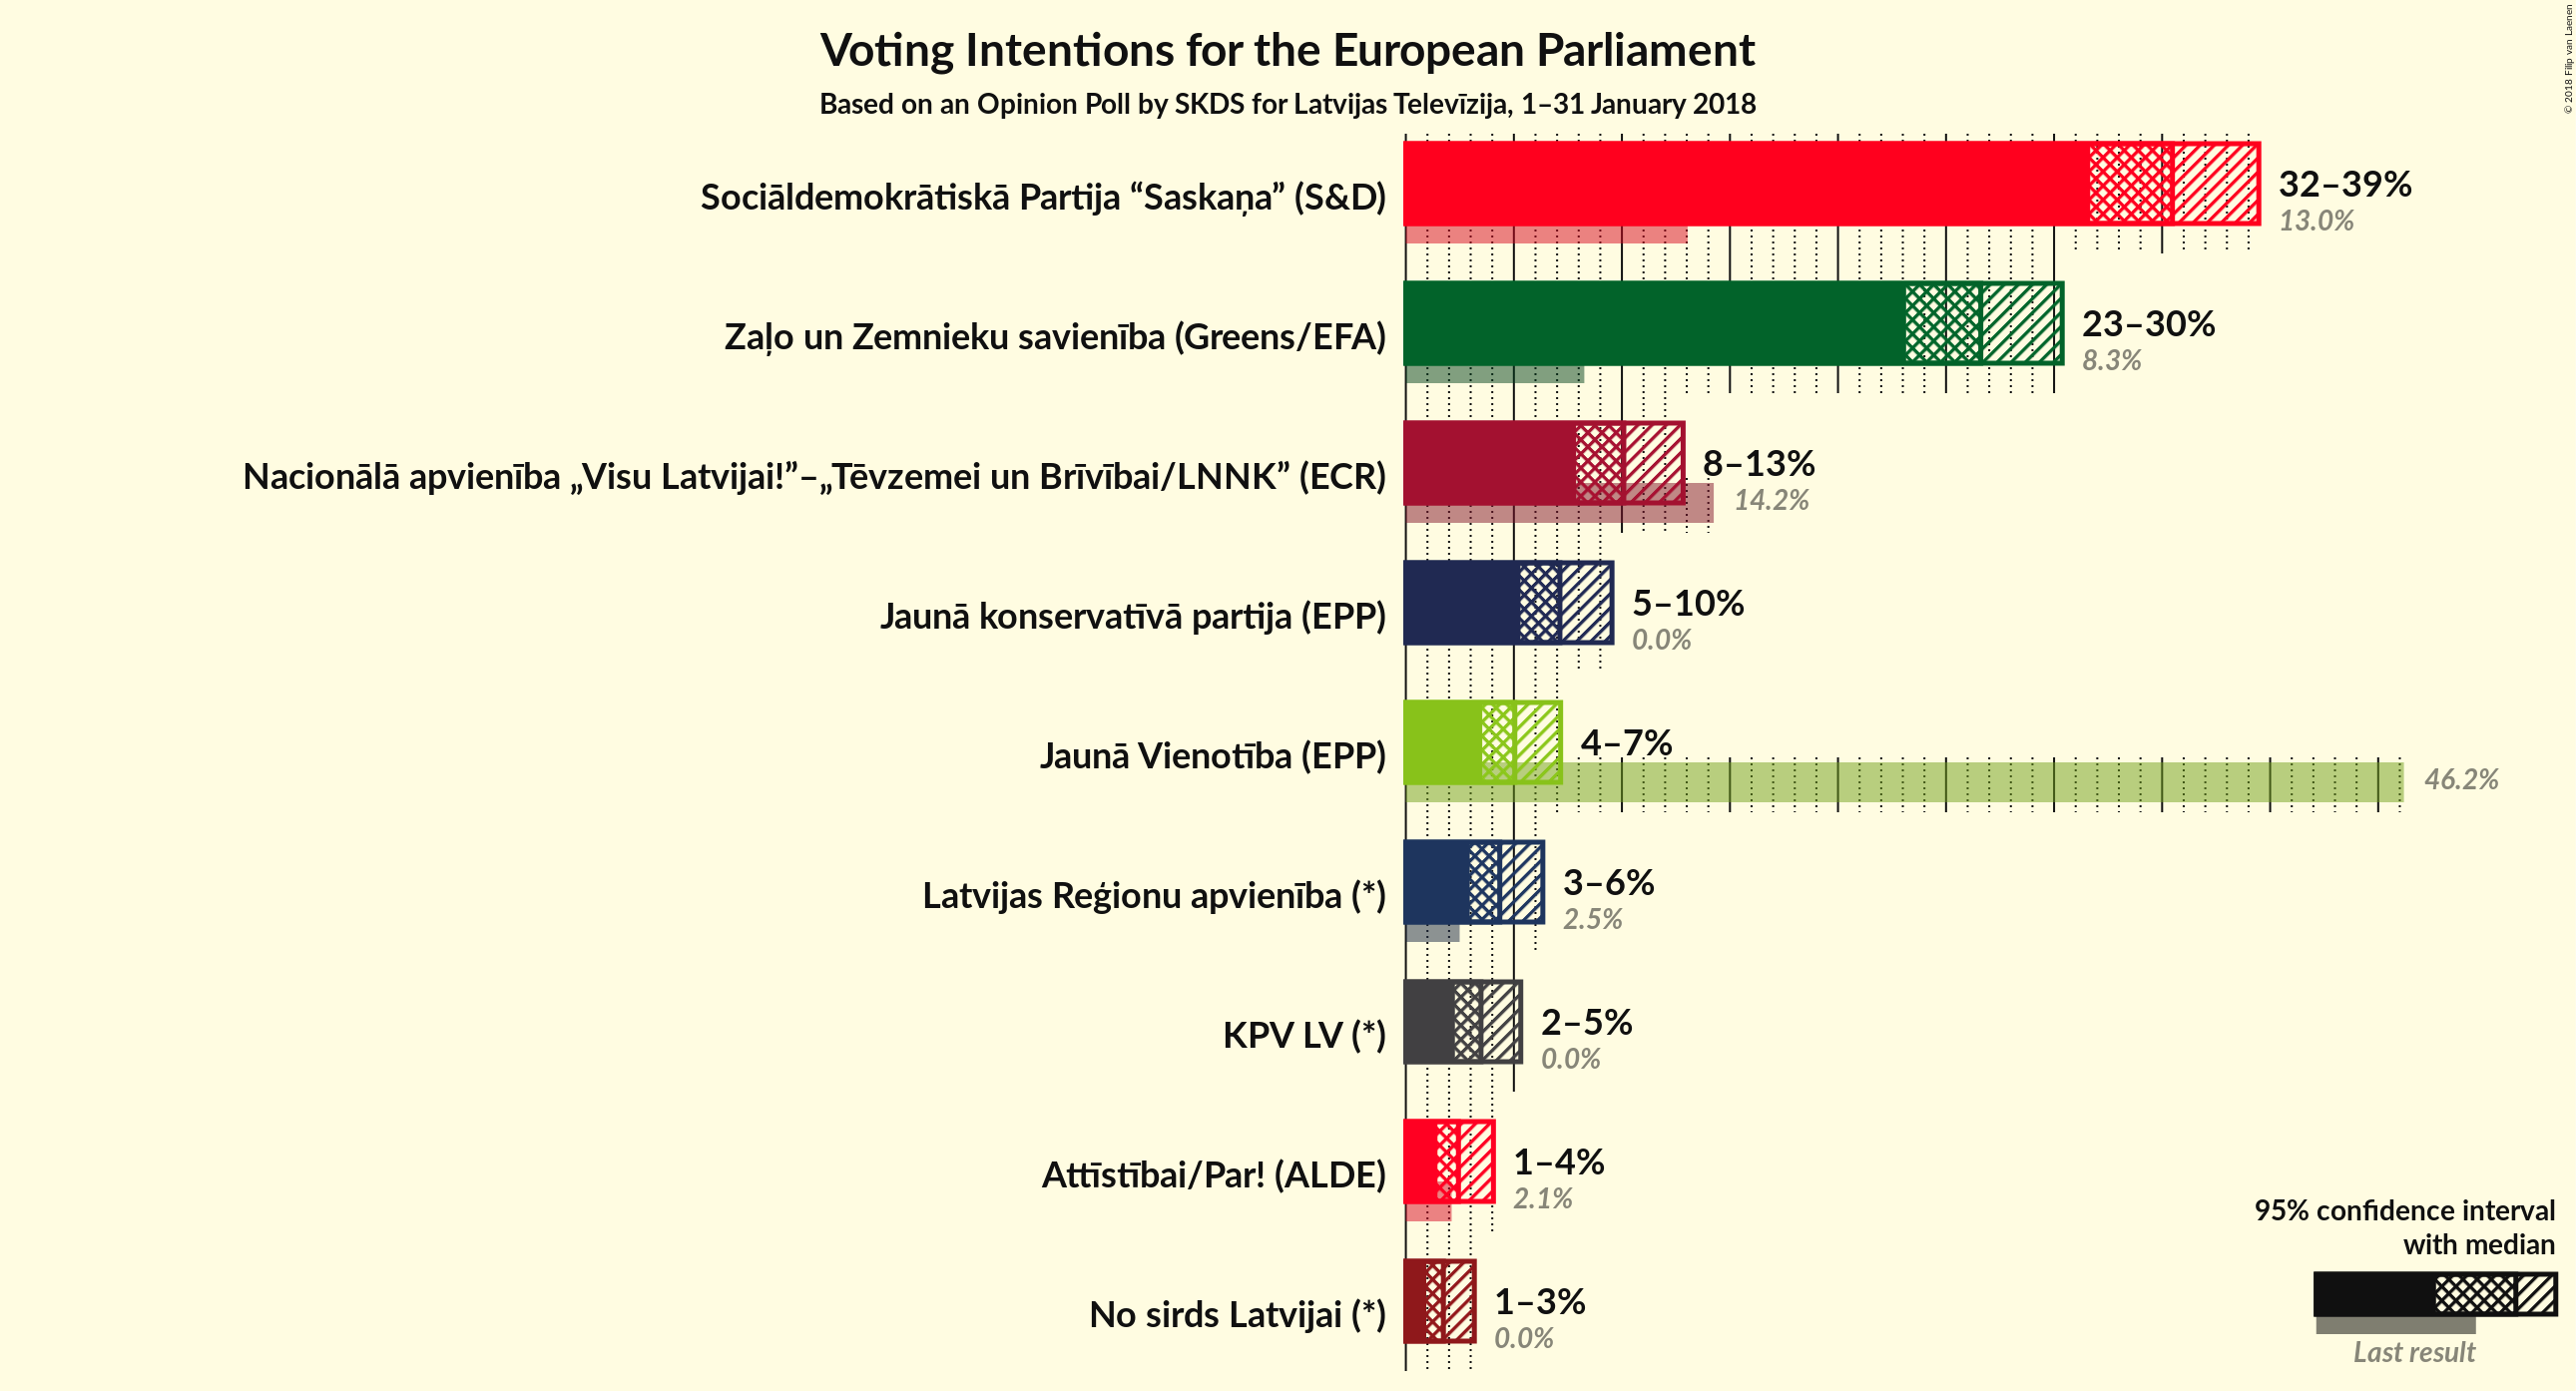 Voting Intentions for the European Parliament
Based on an Opinion Poll by SKDS for Latvijas Televīzija, 1–31 January 2018
© 2018 Filip van Laenen
Sociāldemokrātiskā Partija “Saskaņa” (S&D)
32–39%
13.0%
Zaļo un Zemnieku savienība (Greens/EFA)
23–30%
8.3%
Nacionālā apvienība „Visu Latvijai!”–„Tēvzemei un Brīvībai/LNNK” (ECR)
8–13%
14.2%
Jaunā konservatīvā partija (EPP)
5–10%
0.0%
Jaunā Vienotība (EPP)
4–7%
46.2%
Latvijas Reģionu apvienība (*)
3–6%
2.5%
KPV LV (*)
2–5%
0.0%
Attīstībai/Par! (ALDE)
1–4%
2.1%
No sirds Latvijai (*)
1–3%
0.0%
95% confidence interval
with median
Last result